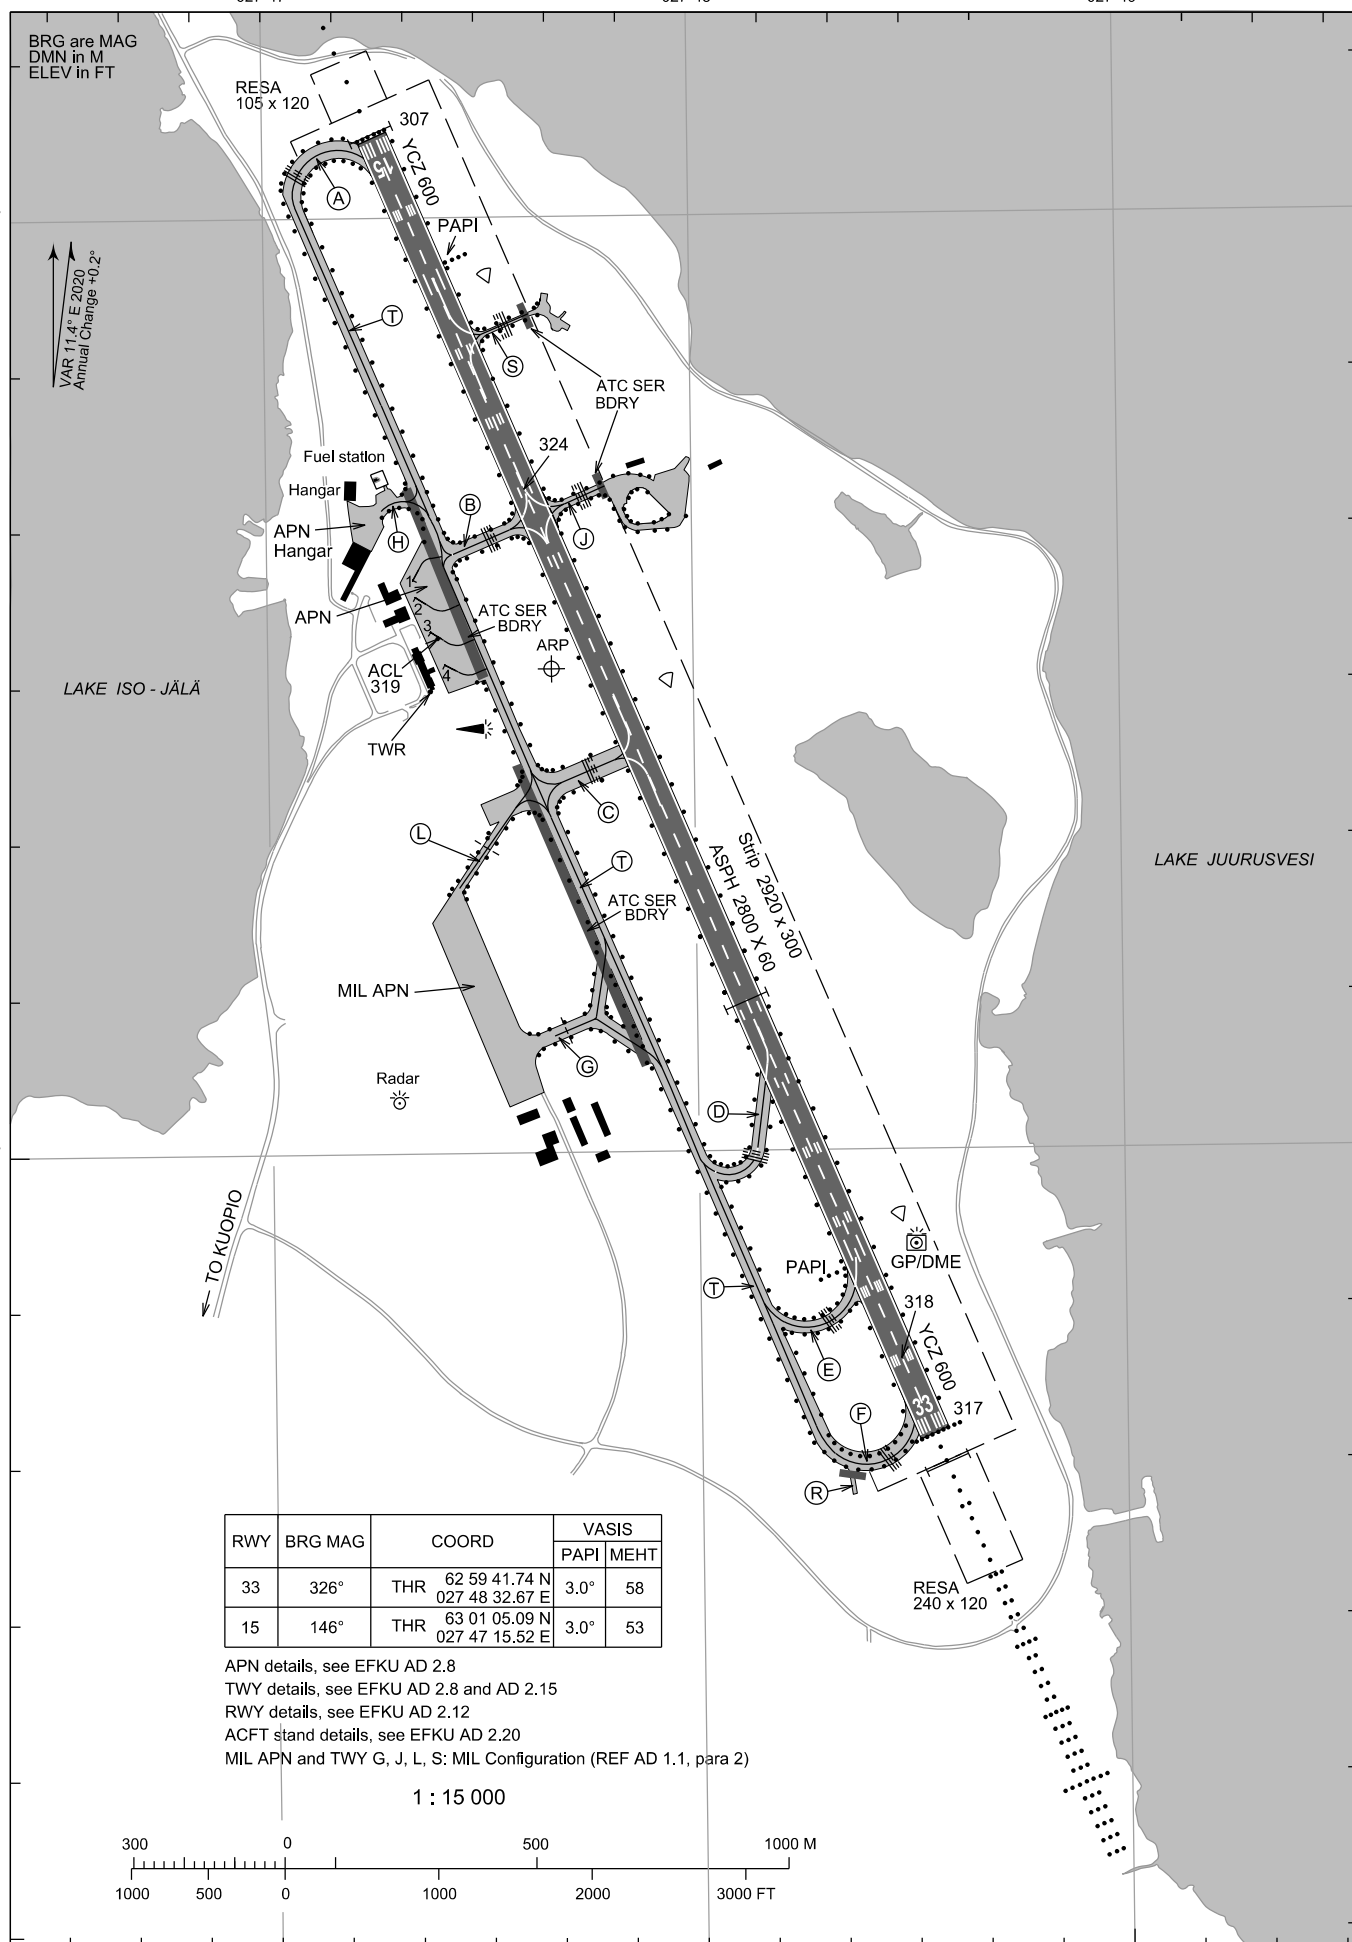 BRG are MAG
DMN in M
ELEV in FT
RESA
105 x 120
307
15
YCZ 600
A
PAPI
VAR 11.4° E 2020
Annual Change +0.2°
T
S
ATC SER
BDRY
324
Fuel station
Hangar
B
J
H
APN
Hangar
1
2
3
4
APN
ATC SER
BDRY
ARP
ACL
319
LAKE ISO - JÄLÄ
TWR
C
L
T
Strip 2920 x 300
ASPH 2800 X 60
LAKE JUURUSVESI
ATC SER
BDRY
MIL APN
G
Radar
D
TO KUOPIO
GP/DME
PAPI
T
318
YCZ 600
E
33
317
F
R
RESA
240 x 120
RWY BRG MAG COORD VASIS
PAPI MEHT
33 326° THR 62 59 41.74 N 3.0° 58
027 48 32.67 E
15 146° THR 63 01 05.09 N 3.0° 53
027 47 15.52 E
APN details, see EFKU AD 2.8
TWY details, see EFKU AD 2.8 and AD 2.15
RWY details, see EFKU AD 2.12
ACFT stand details, see EFKU AD 2.20
MIL APN and TWY G, J, L, S: MIL Configuration (REF AD 1.1, para 2)
1 : 15 000
300 0 500 1000 M
1000 500 0 1000 2000 3000 FT